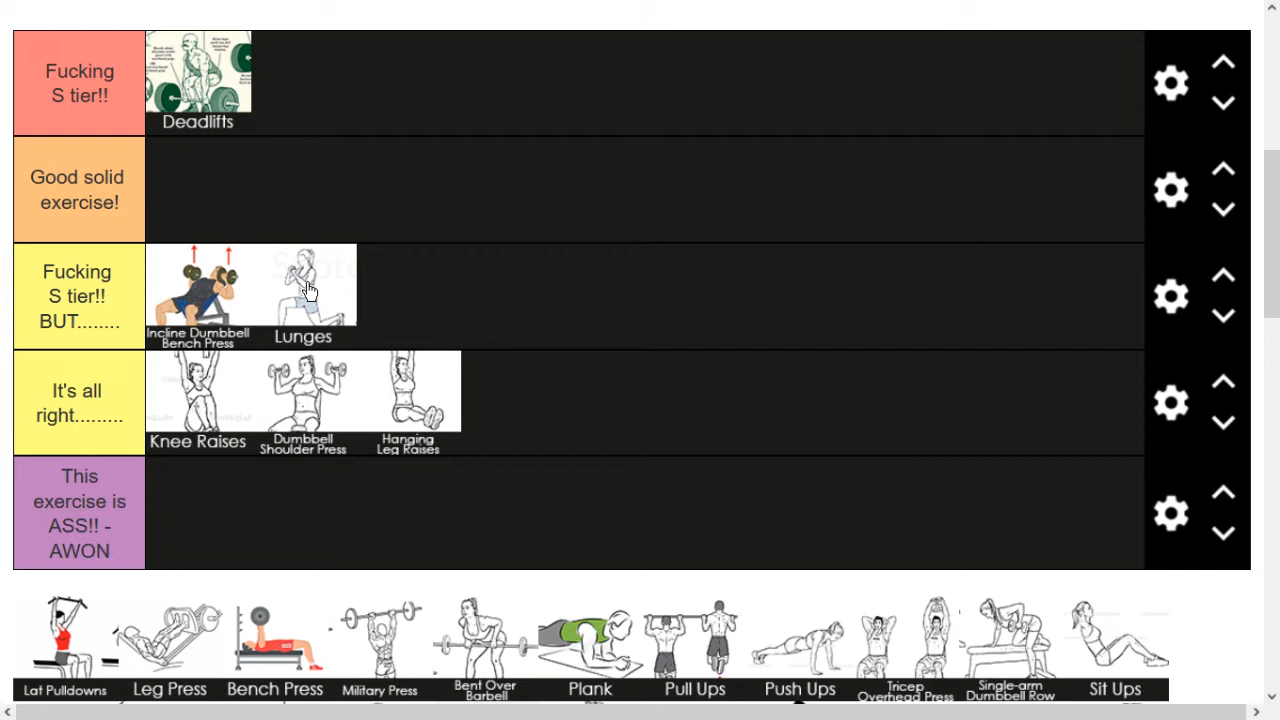 Fucking
S tier!!
Deadlifts
Good solid
exercise!
Fucking
S tier!!
BUT........
Incline Dumbbell
Bench Press
Lunges
It's all
right.........
Knee Raises
Dumbbell
Shoulder Press
Hanging
Leg Raises
This
exercise is
ASS!! -
AWON
Lat Pulldowns
Leg Press
Bench Press
Military Press
Bent Over
Barbell
Plank
Pull Ups
Push Ups
Tricep
Overhead Press
Single-arm
Dumbbell Row
Sit Ups